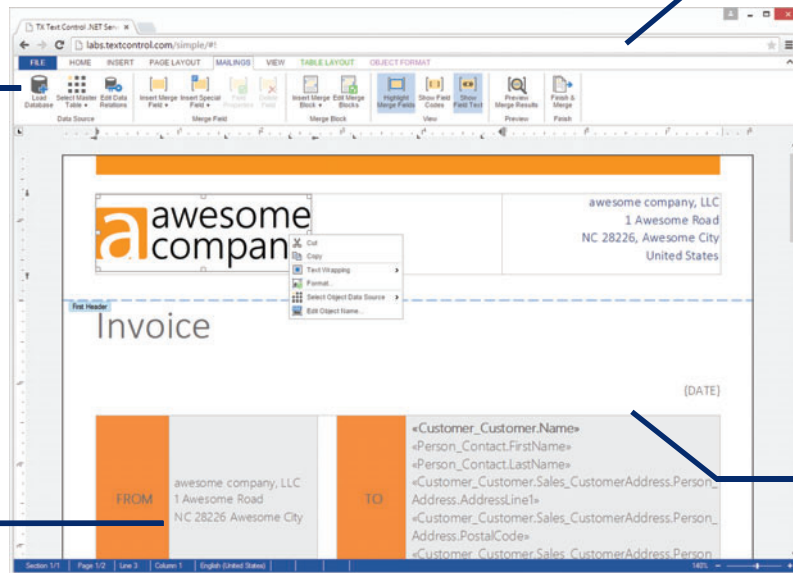 TX Text Control .NET Serv
labs.textcontrol.com/simple/#!
FILE HOME INSERT PAGE LAYOUT MAILINGS VIEW TABLE LAYOUT OBJECT FORMAT
Load Database
Select Master Table
Edit Data Relations
Insert Merge Field
Insert Special Field
Field Properties
Delete Field
Insert Merge Block
Edit Merge Blocks
Highlight Merge Fields
Show Field Codes
Show Field Text
Preview Merge Results
Finish & Merge
Data Source Merge Field Merge Block View Preview Finish
awesome company, LLC
1 Awesome Road
NC 28226, Awesome City
United States
a awesome
compan
Cut
Copy
Text Wrapping
Format...
Select Object Data Source
Edit Object Name...
First Header
Invoice
{DATE}
FROM
awesome company, LLC
1 Awesome Road
NC 28226 Awesome City
TO
«Customer_Customer.Name»
«Person_Contact.FirstName»
«Person_Contact.LastName»
«Customer_Customer.Sales_CustomerAddress.Person_
Address.AddressLine1»
«Customer_Customer.Sales_CustomerAddress.Person_
Address.PostalCode»
«Customer_Customer.Sales_CustomerAddress.Person
Section 1/1 Page 1/2 Line 3 Column 1 English (United States) 140%